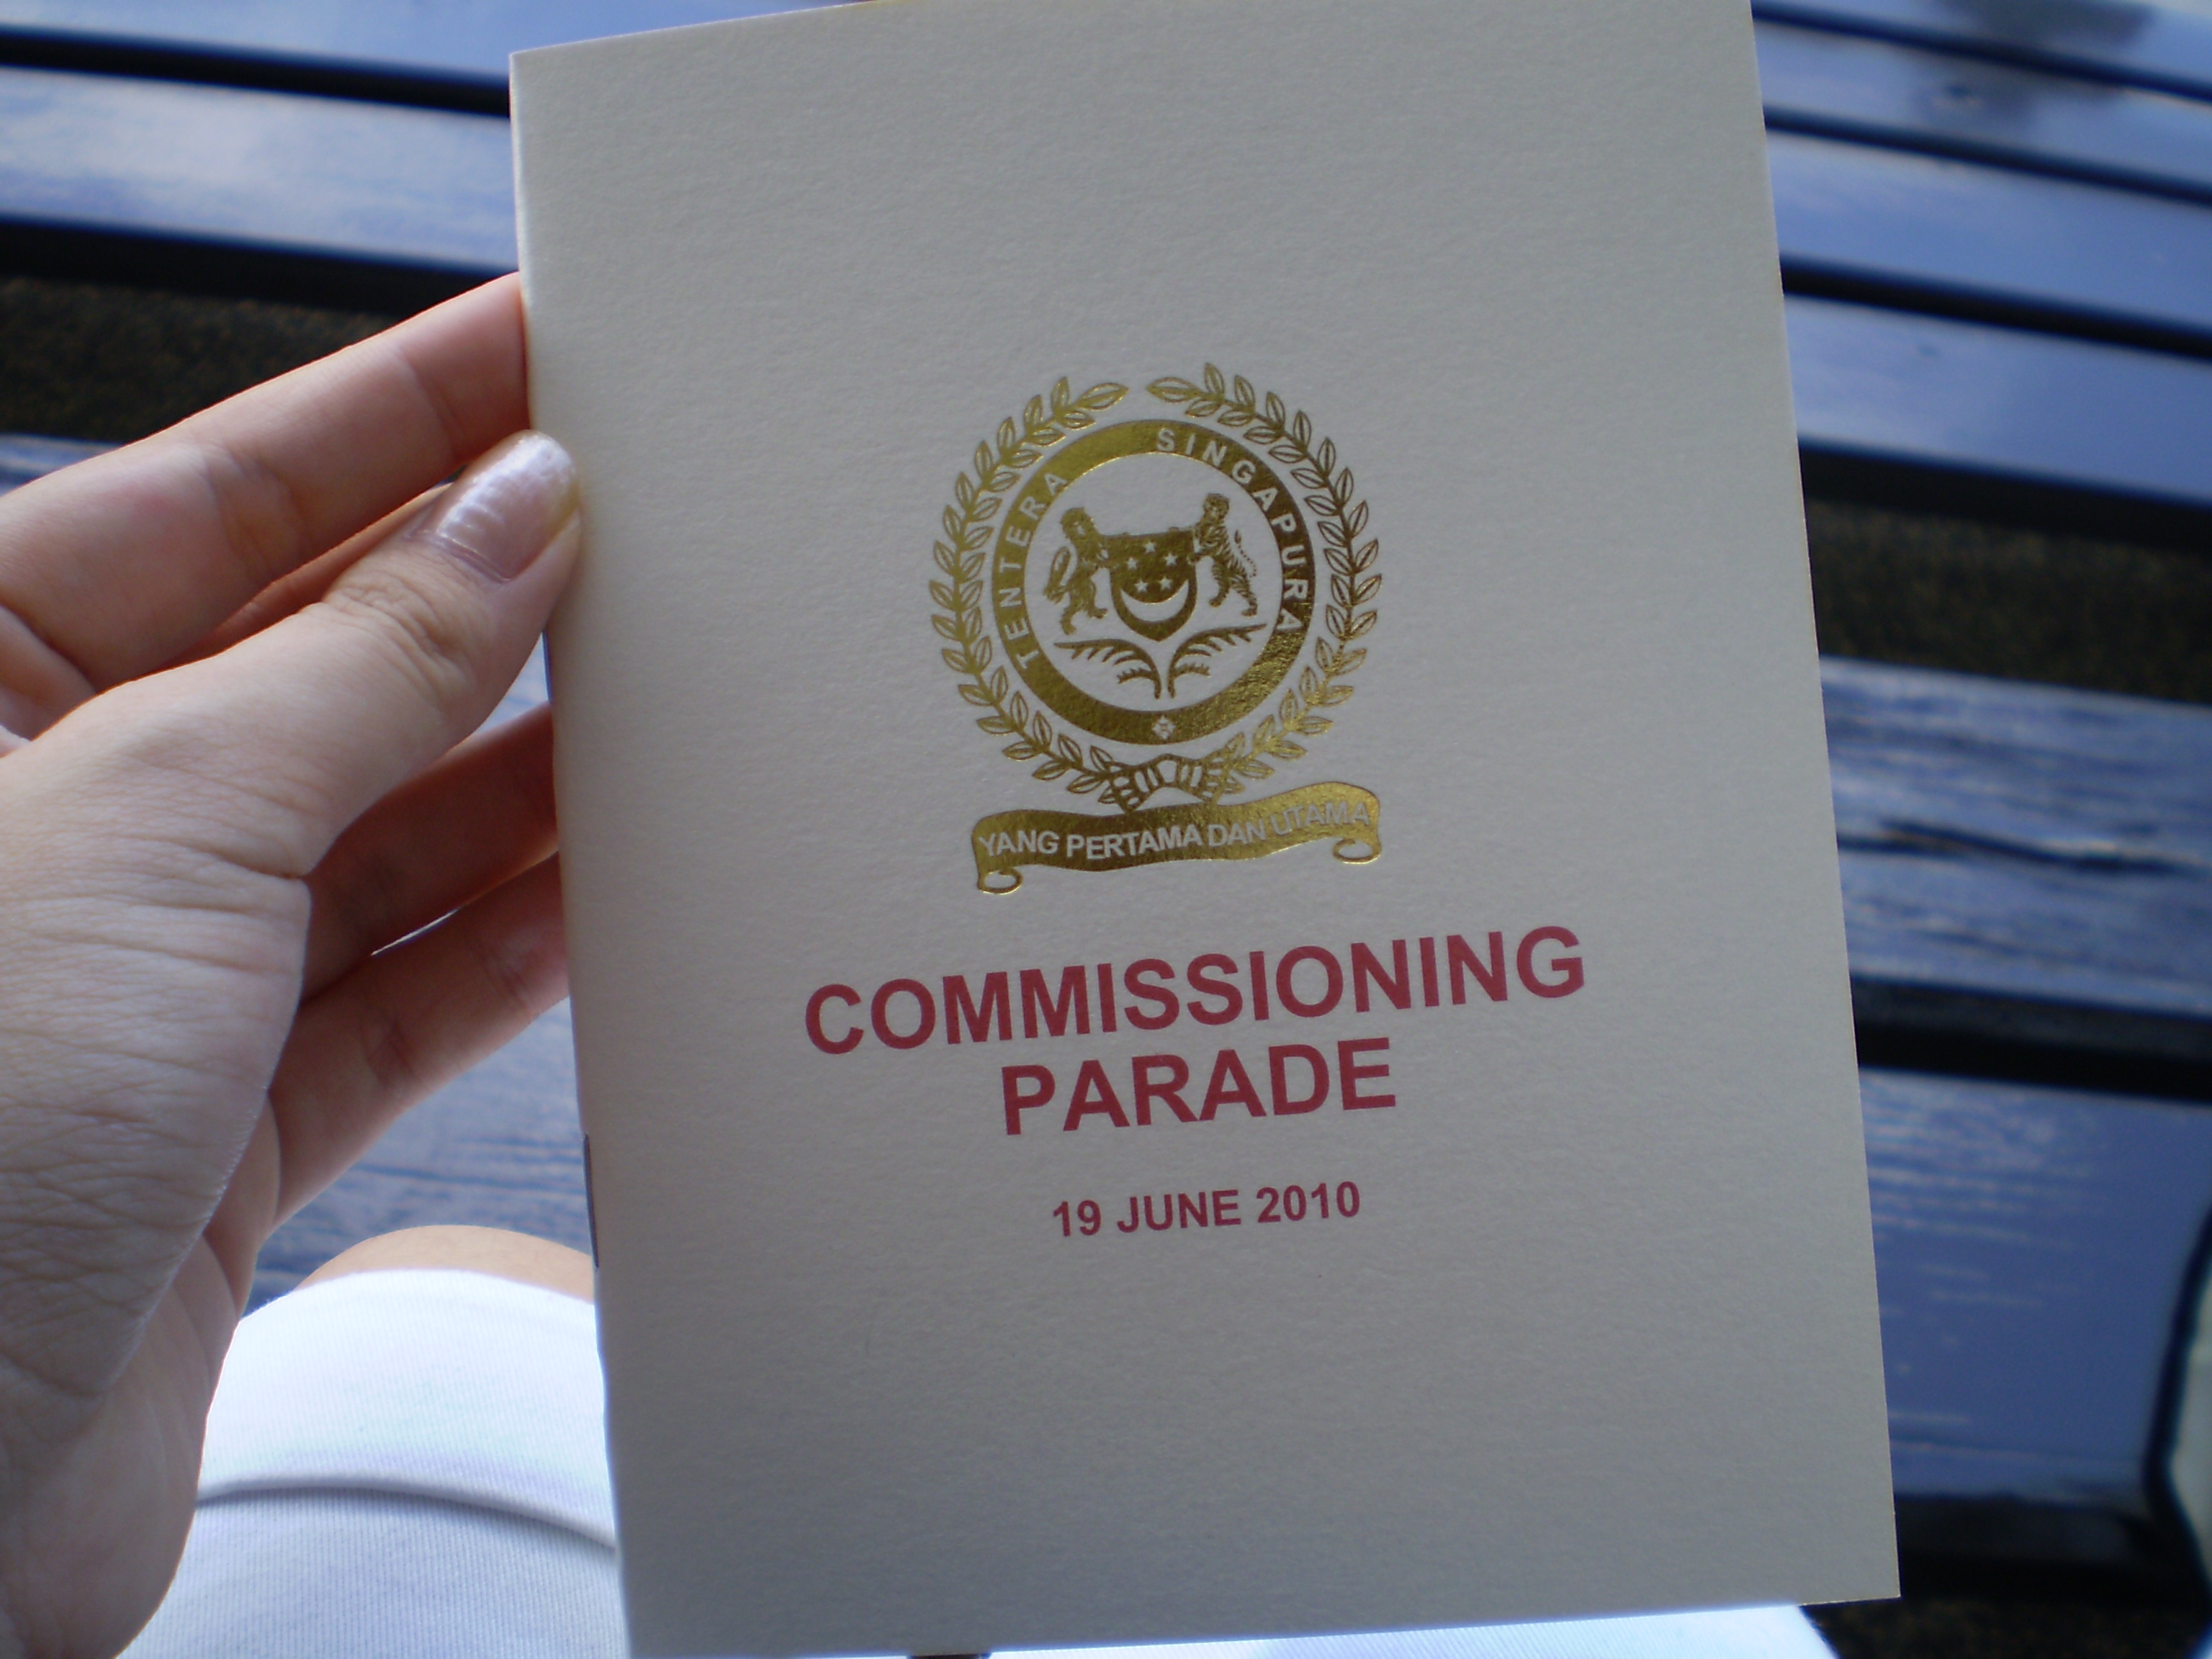 TENTERA SINGAPURA
YANG PERTAMA DAN UTAMA
COMMISSIONING
PARADE
19 JUNE 2010